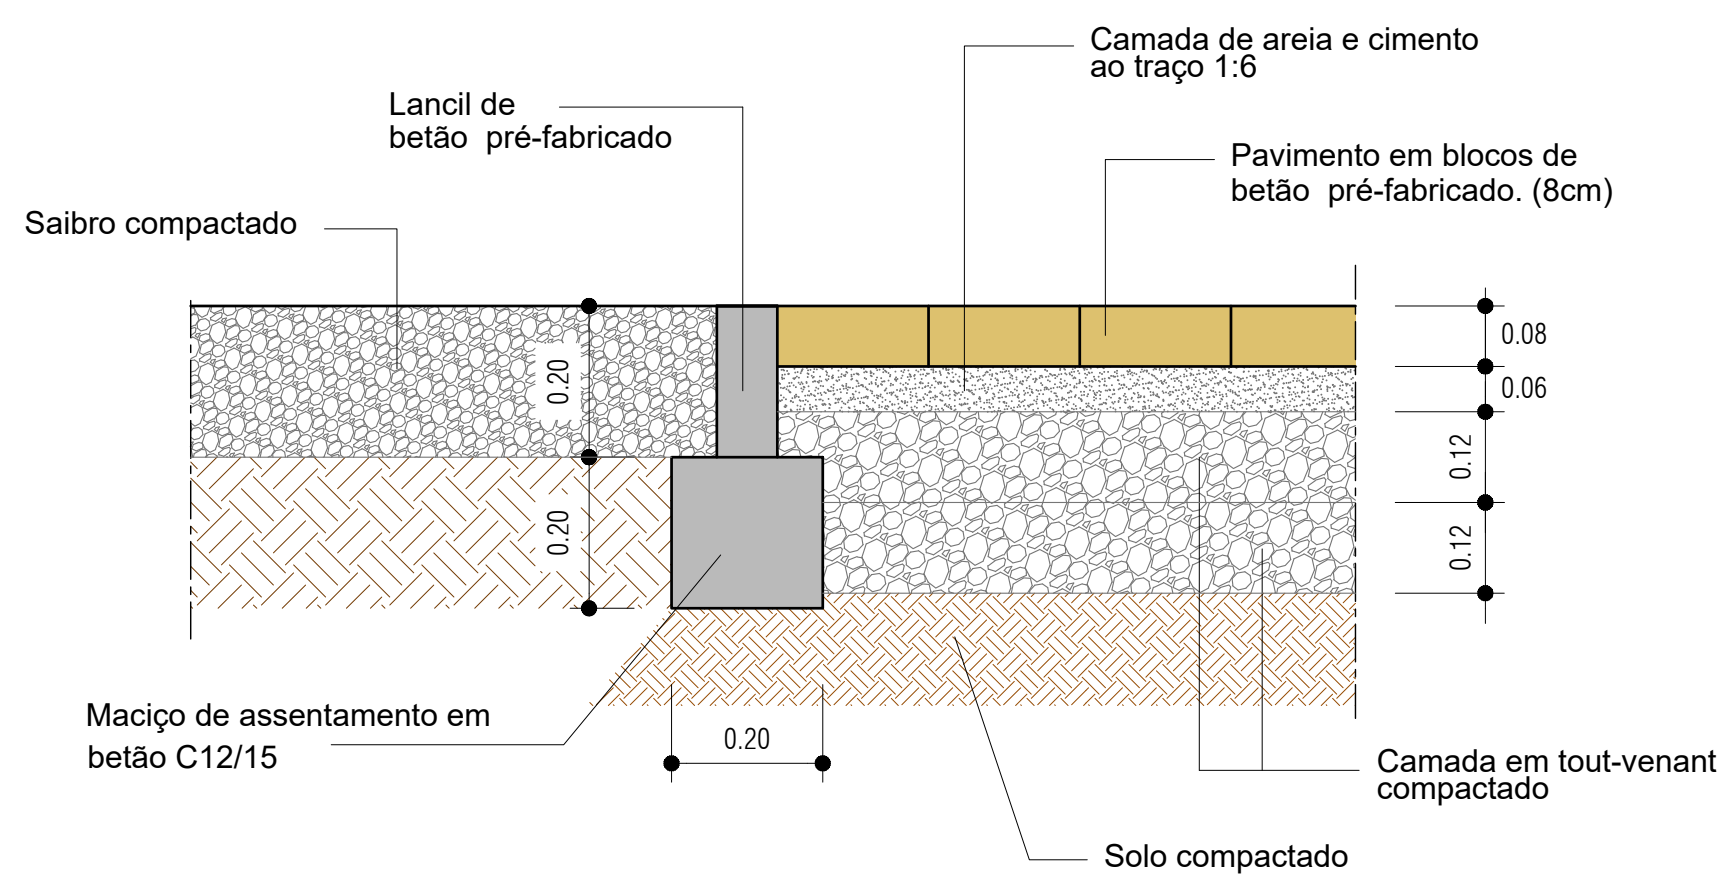 Camada de areia e cimento
ao traço 1:6
Lancil de
betão pré-fabricado
Pavimento em blocos de
betão pré-fabricado. (8cm)
Saibro compactado
0.08
0.20
0.06
0.12
0.20
0.12
Maciço de assentamento em
betão C12/15
0.20
Camada em tout-venant
compactado
Solo compactado